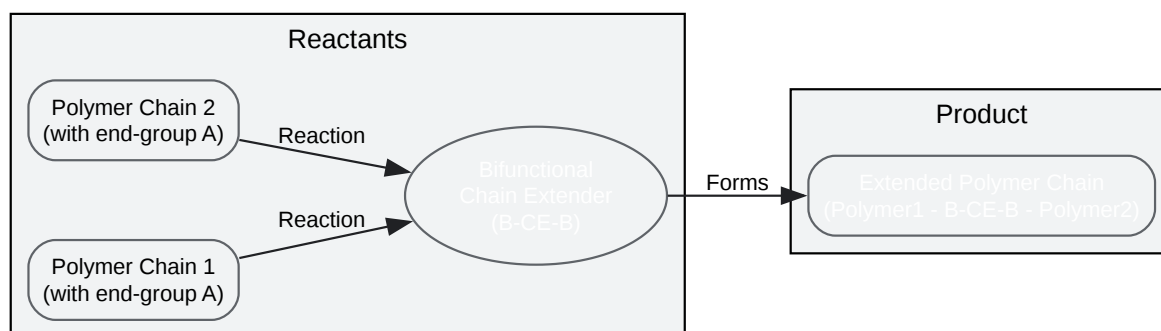 Reactants
Polymer Chain 2
(with end-group A)
Reaction
Polymer Chain 1
(with end-group A)
Reaction
Bifunctional
Chain Extender
(B-CE-B)
Forms
Product
Extended Polymer Chain
(Polymer1 - B-CE-B - Polymer2)